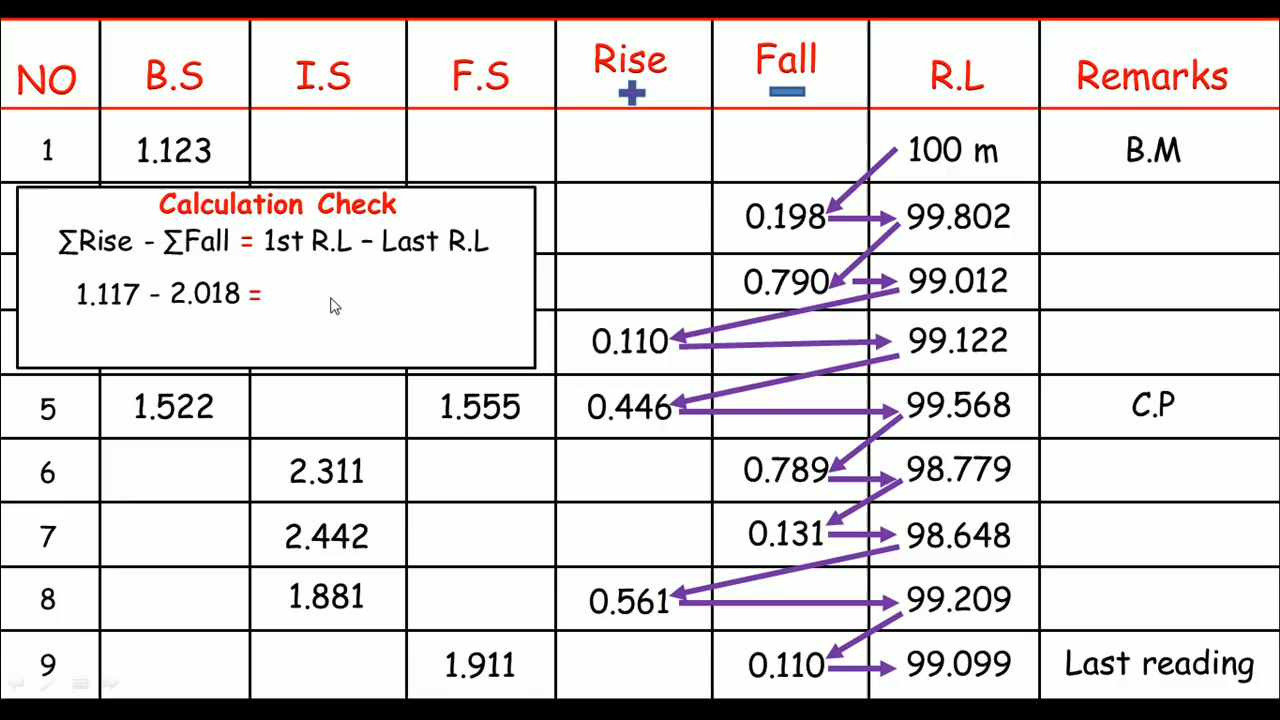 NO B.S I.S F.S Rise Fall R.L Remarks
+ −
1 1.123 100 m B.M
0.198 99.802
0.790 99.012
0.110 99.122
Calculation Check
∑Rise - ∑Fall = 1st R.L – Last R.L
1.117 - 2.018 =
5 1.522 1.555 0.446 99.568 C.P
6 2.311 0.789 98.779
7 2.442 0.131 98.648
8 1.881 0.561 99.209
9 1.911 0.110 99.099 Last reading